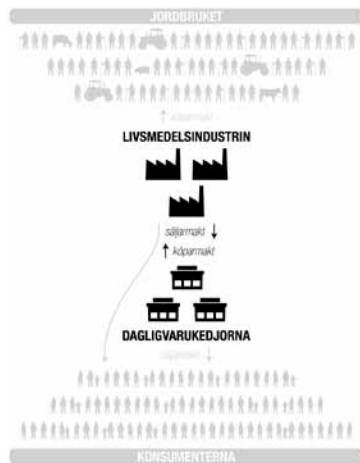 JORDBRUKET
↑ köparmakt
LIVSMEDELSINDUSTRIN
säljarmakt ↓
↑ köparmakt
DAGLIGVARUKEDJORNA
säljarmakt ↓
KONSUMENTERNA